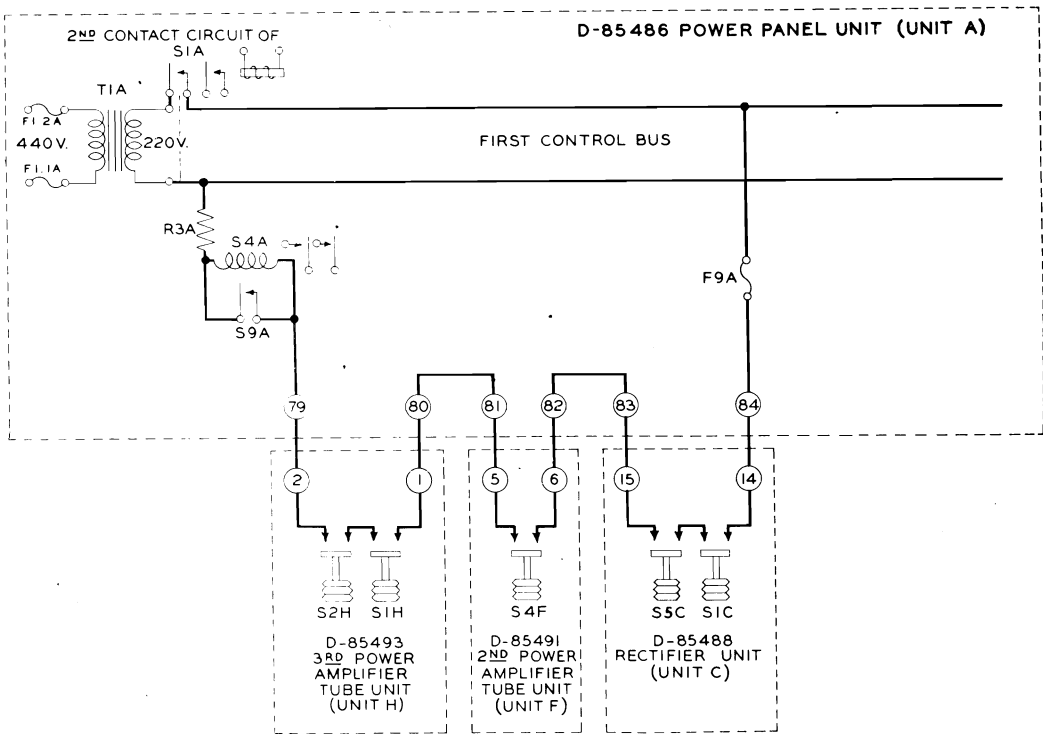 D-85486 POWER PANEL UNIT (UNIT A)
2ND CONTACT CIRCUIT OF
S1A
T1A
F1.2A
440V.
220V.
F1.1A
FIRST CONTROL BUS
R3A
S4A
S9A
F9A
79
80
81
82
83
84
2
1
5
6
15
14
S2H
S1H
S4F
S5C
S1C
D-85493
3RD POWER
AMPLIFIER
TUBE UNIT
(UNIT H)
D-85491
2ND POWER
AMPLIFIER
TUBE UNIT
(UNIT F)
D-85488
RECTIFIER UNIT
(UNIT C)